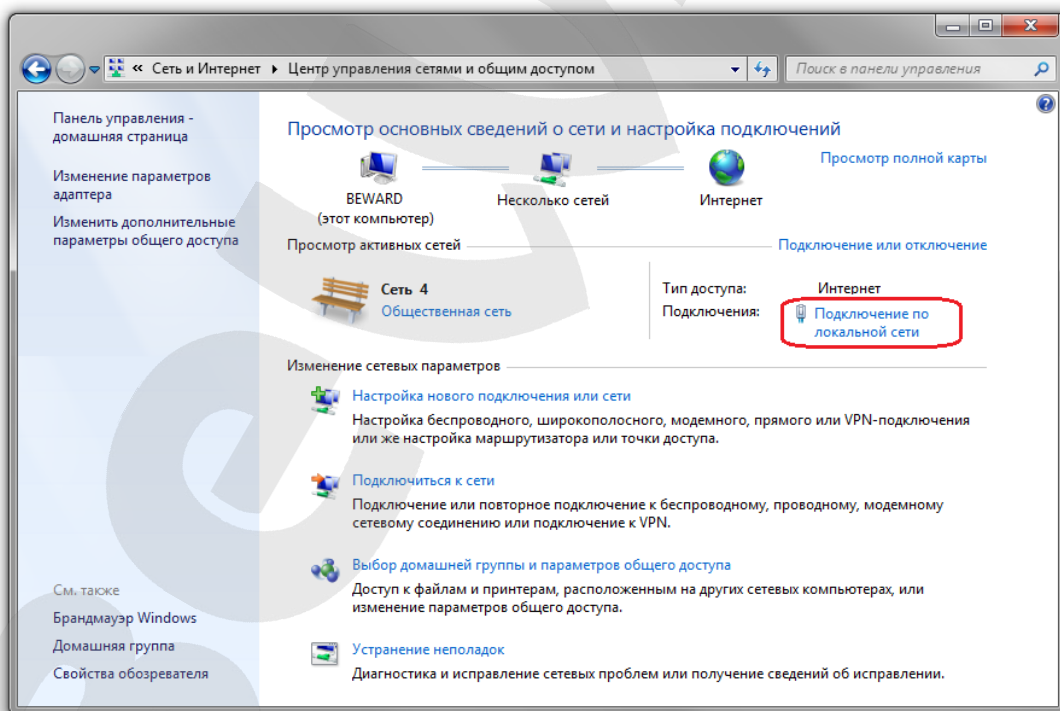 « Сеть и Интернет ▸ Центр управления сетями и общим доступом
Поиск в панели управления
Панель управления -
домашняя страница
Изменение параметров
адаптера
Изменить дополнительные
параметры общего доступа
См. также
Брандмауэр Windows
Домашняя группа
Свойства обозревателя
Просмотр основных сведений о сети и настройка подключений
Просмотр полной карты
BEWARD
(этот компьютер)
Несколько сетей
Интернет
Просмотр активных сетей
Подключение или отключение
Сеть 4
Общественная сеть
Тип доступа: Интернет
Подключения: Подключение по
локальной сети
Изменение сетевых параметров
Настройка нового подключения или сети
Настройка беспроводного, широкополосного, модемного, прямого или VPN-подключения
или же настройка маршрутизатора или точки доступа.
Подключиться к сети
Подключение или повторное подключение к беспроводному, проводному, модемному
сетевому соединению или подключение к VPN.
Выбор домашней группы и параметров общего доступа
Доступ к файлам и принтерам, расположенным на других сетевых компьютерах, или
изменение параметров общего доступа.
Устранение неполадок
Диагностика и исправление сетевых проблем или получение сведений об исправлении.